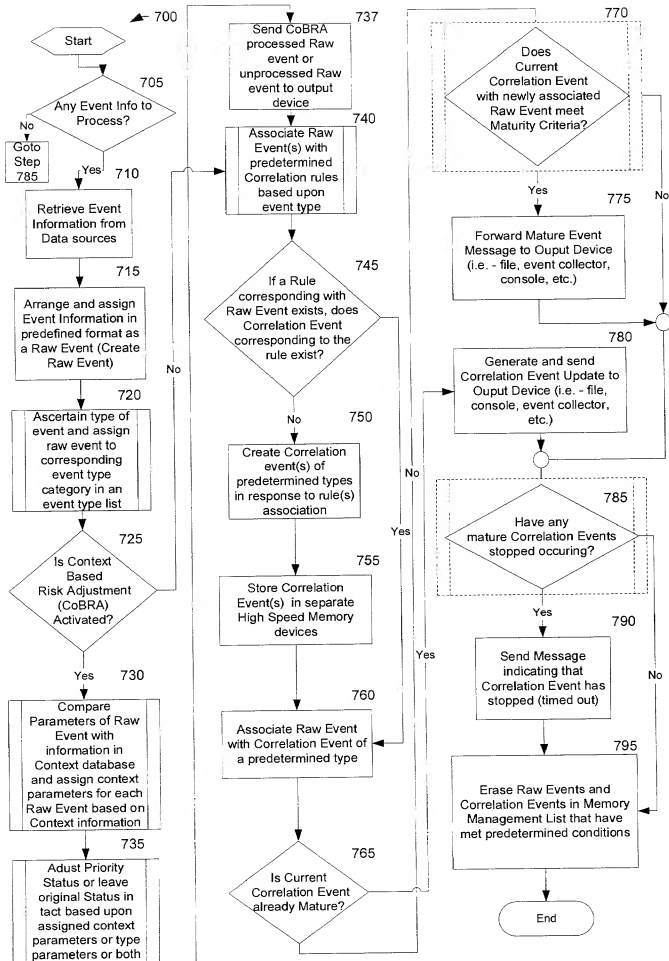 700
Start
705
Any Event Info to
Process?
No
Goto
Step
785
Yes
710
Retrieve Event
Information from
Data sources
715
Arrange and assign
Event Information in
predefined format as
a Raw Event (Create
Raw Event)
720
Ascertain type of
event and assign
raw event to
corresponding
event type
category in an
event type list
725
Is Context
Based
Risk Adjustment
(CoBRA)
Activated?
No
Yes
730
Compare
Parameters of Raw
Event with
information in
Context database
and assign context
parameters for each
Raw Event based on
Context information
735
Adust Priority
Status or leave
original Status in
tact based upon
assigned context
parameters or type
parameters or both
737
Send CoBRA
processed Raw
event or
unprocessed Raw
event to output
device
740
Associate Raw
Event(s) with
predetermined
Correlation rules
based upon
event type
745
If a Rule
corresponding with
Raw Event exists, does
Correlation Event
corresponding to the
rule exist?
No
Yes
750
Create Correlation
event(s) of
predetermined types
in response to rule(s)
association
755
Store Correlation
Event(s) in separate
High Speed Memory
devices
760
Associate Raw Event
with Correlation Event of
a predetermined type
765
Is Current
Correlation Event
already Mature?
No
Yes
770
Does
Current
Correlation Event
with newly associated
Raw Event meet
Maturity Criteria?
Yes
No
775
Forward Mature Event
Message to Ouput Device
(i.e. - file, event collector,
console, etc.)
780
Generate and send
Correlation Event Update to
Ouput Device (i.e. - file,
console, event collector,
etc.)
785
Have any
mature Correlation Events
stopped occuring?
Yes
No
790
Send Message
indicating that
Correlation Event has
stopped (timed out)
795
Erase Raw Events and
Correlation Events in Memory
Management List that have
met predetermined conditions
End